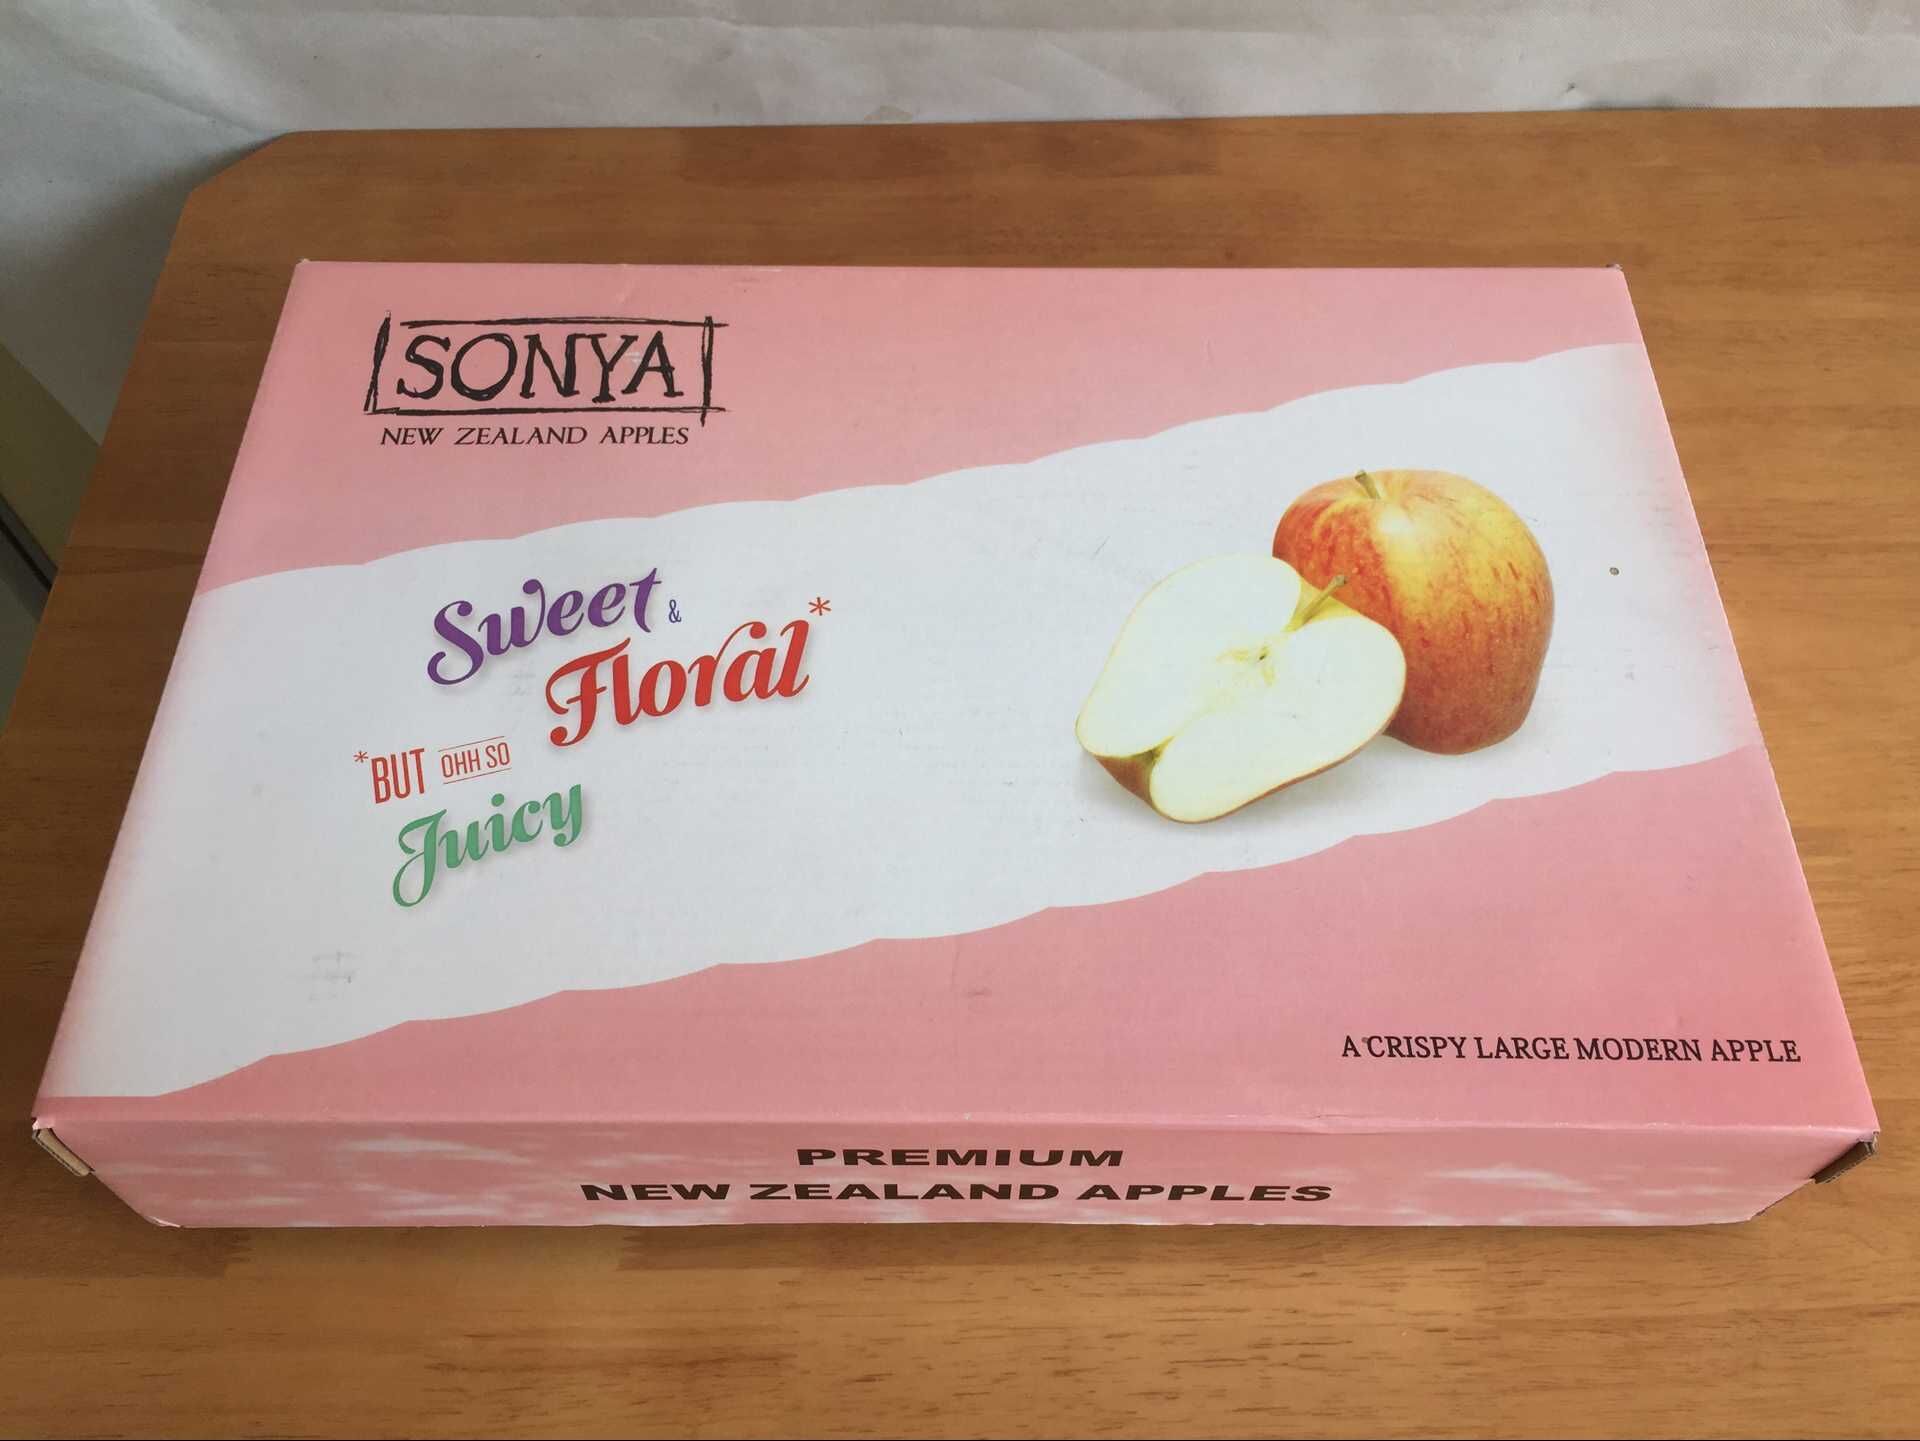 SONYA
NEW ZEALAND APPLES
Sweet &
Floral*
*BUT OHH SO
Juicy
A CRISPY LARGE MODERN APPLE
PREMIUM
NEW ZEALAND APPLES